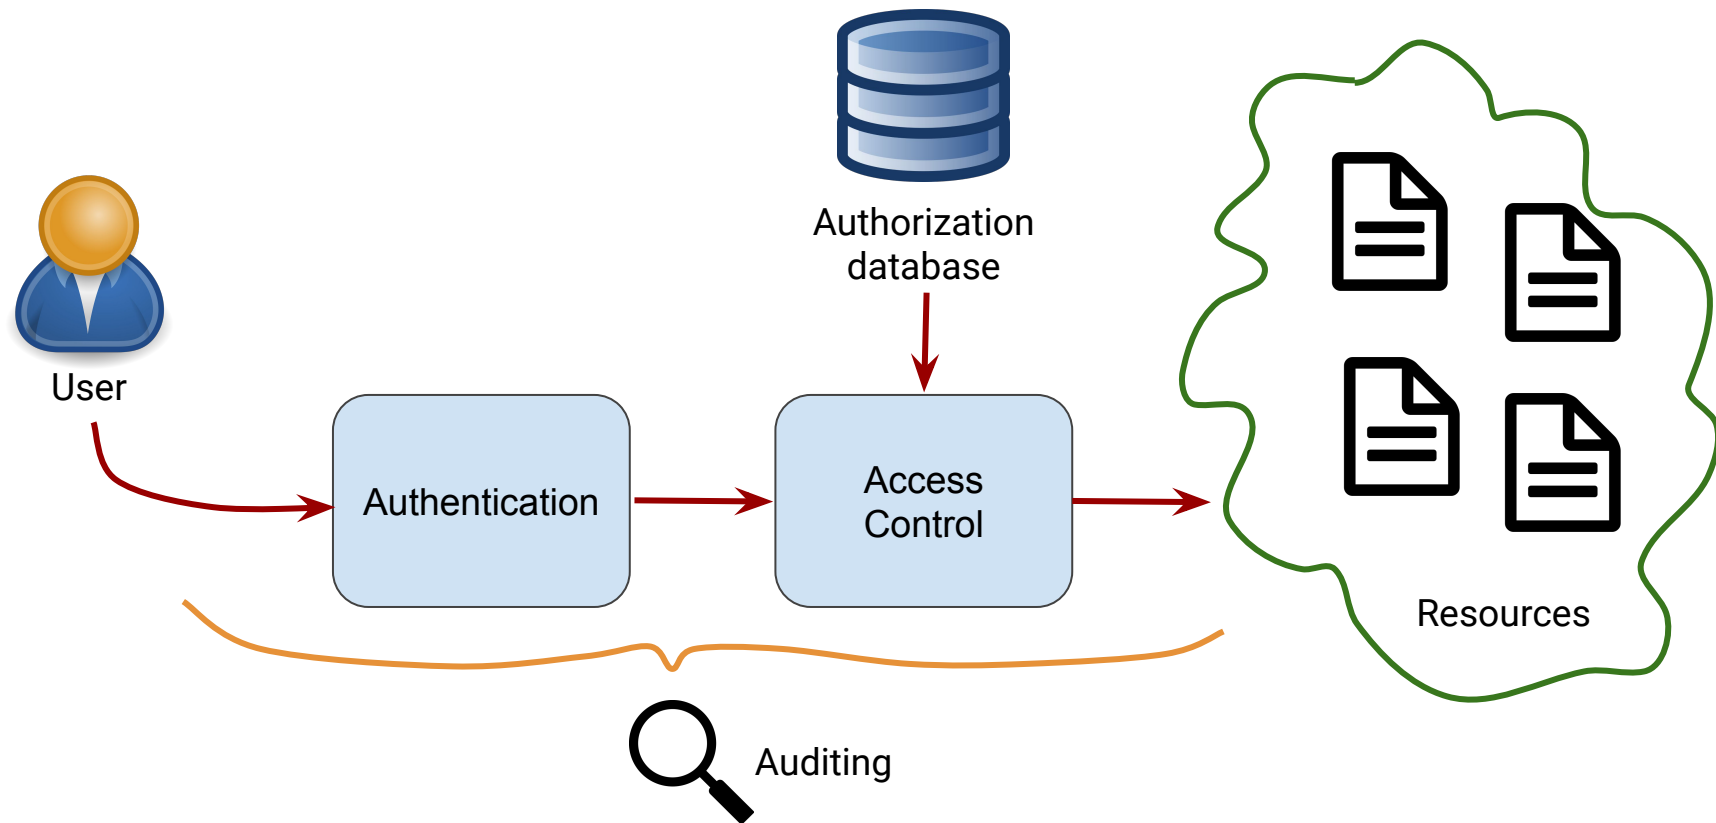 Authorization
database
User
Authentication
Access
Control
Resources
Auditing